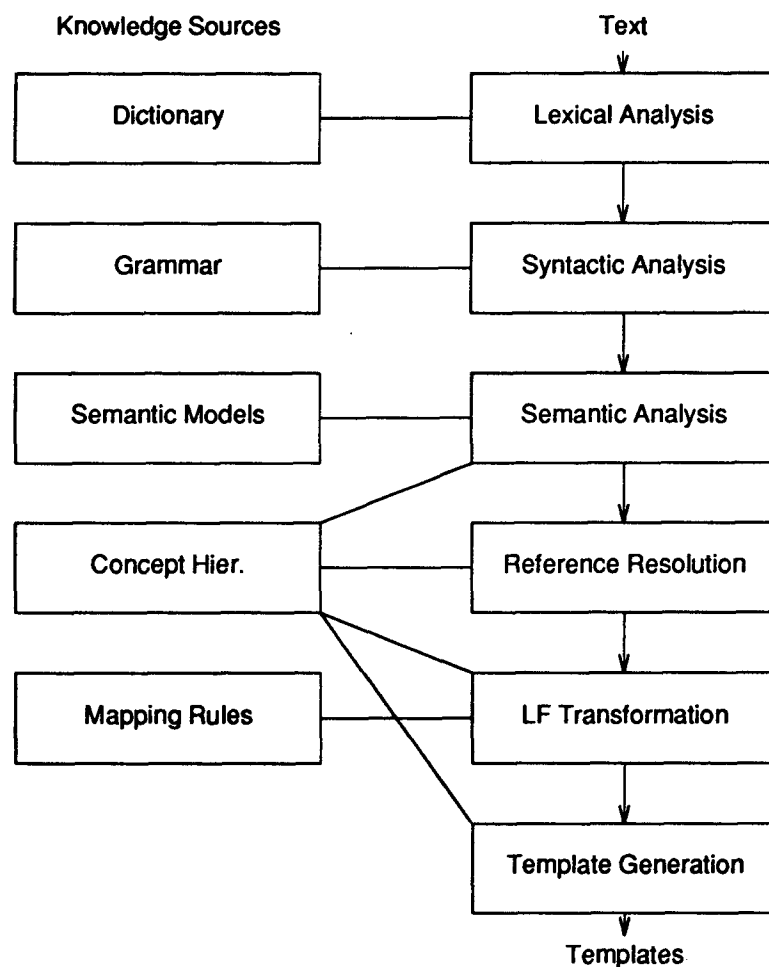 Knowledge Sources
Text
Dictionary
Lexical Analysis
Grammar
Syntactic Analysis
Semantic Models
Semantic Analysis
Concept Hier.
Reference Resolution
Mapping Rules
LF Transformation
Template Generation
Templates